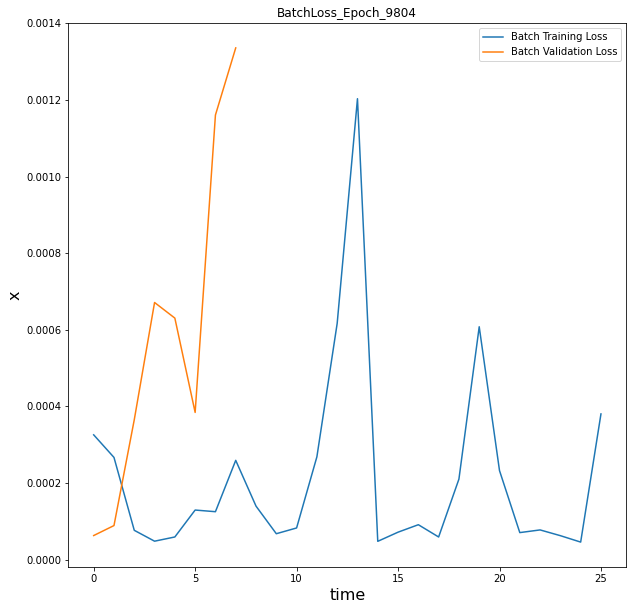 BatchLoss_Epoch_9804
Batch Training Loss
Batch Validation Loss
0.0014
0.0012
0.0010
0.0008
0.0006
0.0004
0.0002
0.0000
x
0
5
10
15
20
25
time